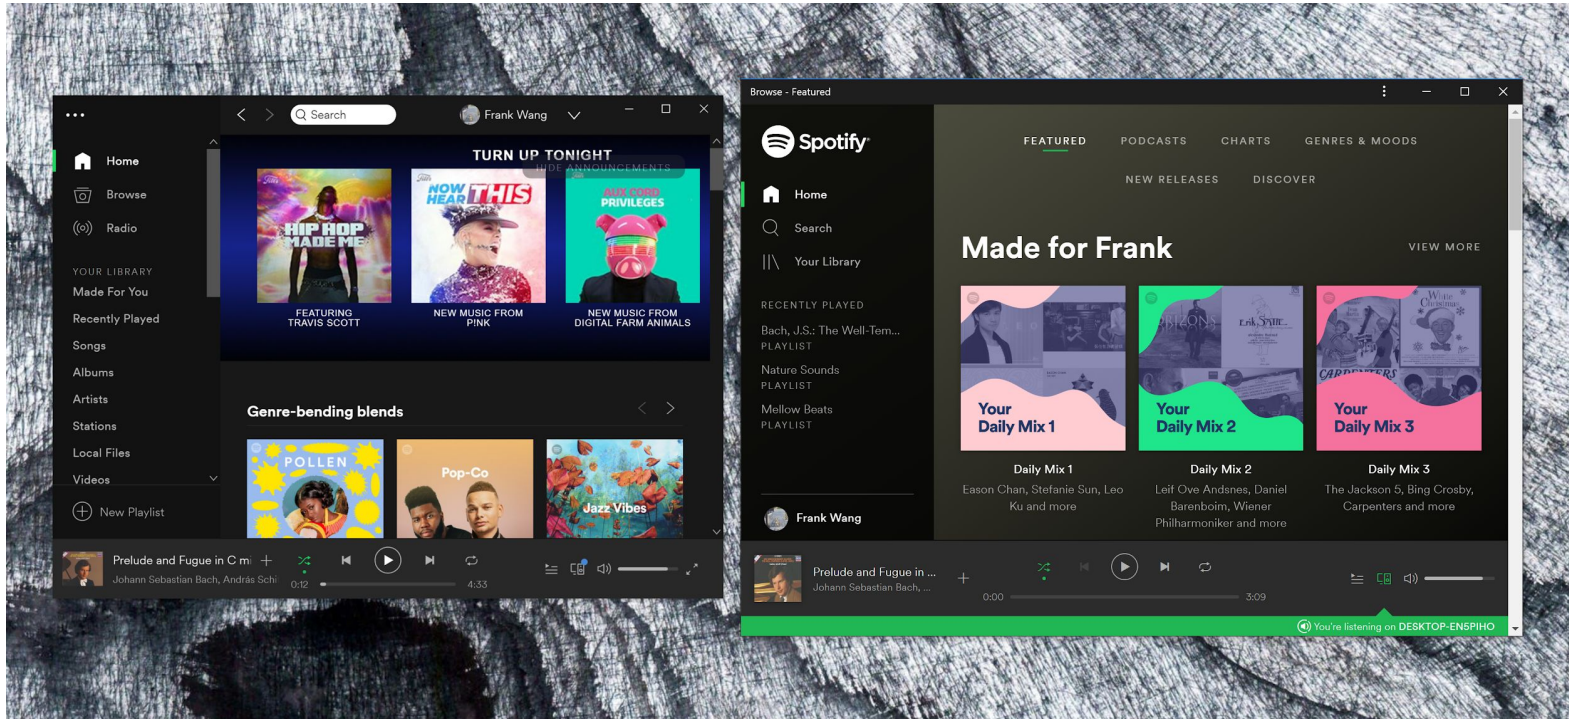 Search
Frank Wang
Home
Browse
Radio
YOUR LIBRARY
Made For You
Recently Played
Songs
Albums
Artists
Stations
Local Files
Videos
New Playlist
TURN UP TONIGHT
HIDE ANNOUNCEMENTS
HIP HOP
MADE ME
NOW
HEAR THIS
AUX CORD
PRIVILEGES
FEATURING
TRAVIS SCOTT
NEW MUSIC FROM
P!NK
NEW MUSIC FROM
DIGITAL FARM ANIMALS
Genre-bending blends
POLLEN
Pop-Co
Jazz Vibes
Prelude and Fugue in C mi
Johann Sebastian Bach, András Schi
0:12
4:33
Browse - Featured
Spotify
Home
Search
Your Library
RECENTLY PLAYED
Bach, J.S.: The Well-Tem...
PLAYLIST
Nature Sounds
PLAYLIST
Mellow Beats
PLAYLIST
Frank Wang
FEATURED PODCASTS CHARTS GENRES & MOODS
NEW RELEASES DISCOVER
Made for Frank
VIEW MORE
Your
Daily Mix 1
Your
Daily Mix 2
White
Christmas
CARPENTERS
Your
Daily Mix 3
Daily Mix 1
Eason Chan, Stefanie Sun, Leo
Ku and more
Daily Mix 2
Leif Ove Andsnes, Daniel
Barenboim, Wiener
Philharmoniker and more
Daily Mix 3
The Jackson 5, Bing Crosby,
Carpenters and more
Prelude and Fugue in ...
Johann Sebastian Bach, ...
0:00
3:09
You're listening on DESKTOP-EN5PIHO